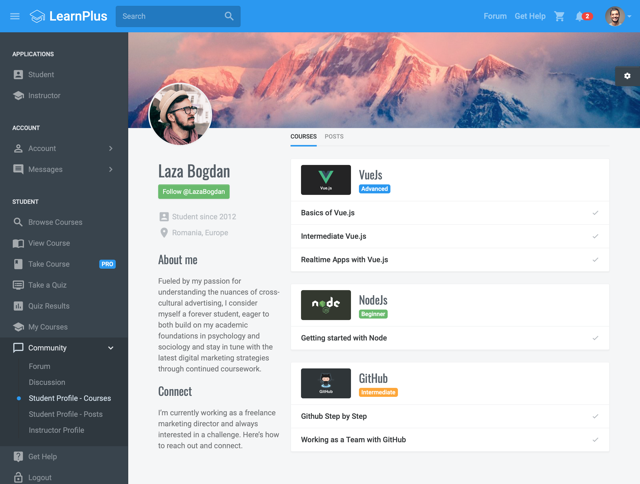 LearnPlus
Search
Forum
Get Help
2
APPLICATIONS
Student
Instructor
ACCOUNT
Account
Messages
STUDENT
Browse Courses
View Course
Take Course PRO
Take a Quiz
Quiz Results
My Courses
Community
Forum
Discussion
Student Profile - Courses
Student Profile - Posts
Instructor Profile
Get Help
Logout
Laza Bogdan
Follow @LazaBogdan
Student since 2012
Romania, Europe
About me
Fueled by my passion for
understanding the nuances of cross-
cultural advertising, I consider
myself a forever student, eager to
both build on my academic
foundations in psychology and
sociology and stay in tune with the
latest digital marketing strategies
through continued coursework.
Connect
I'm currently working as a freelance
marketing director and always
interested in a challenge. Here's how
to reach out and connect.
COURSES
POSTS
Vue.js
VueJs
Advanced
Basics of Vue.js
Intermediate Vue.js
Realtime Apps with Vue.js
node
NodeJs
Beginner
Getting started with Node
GitHub
GitHub
Intermediate
Github Step by Step
Working as a Team with GitHub